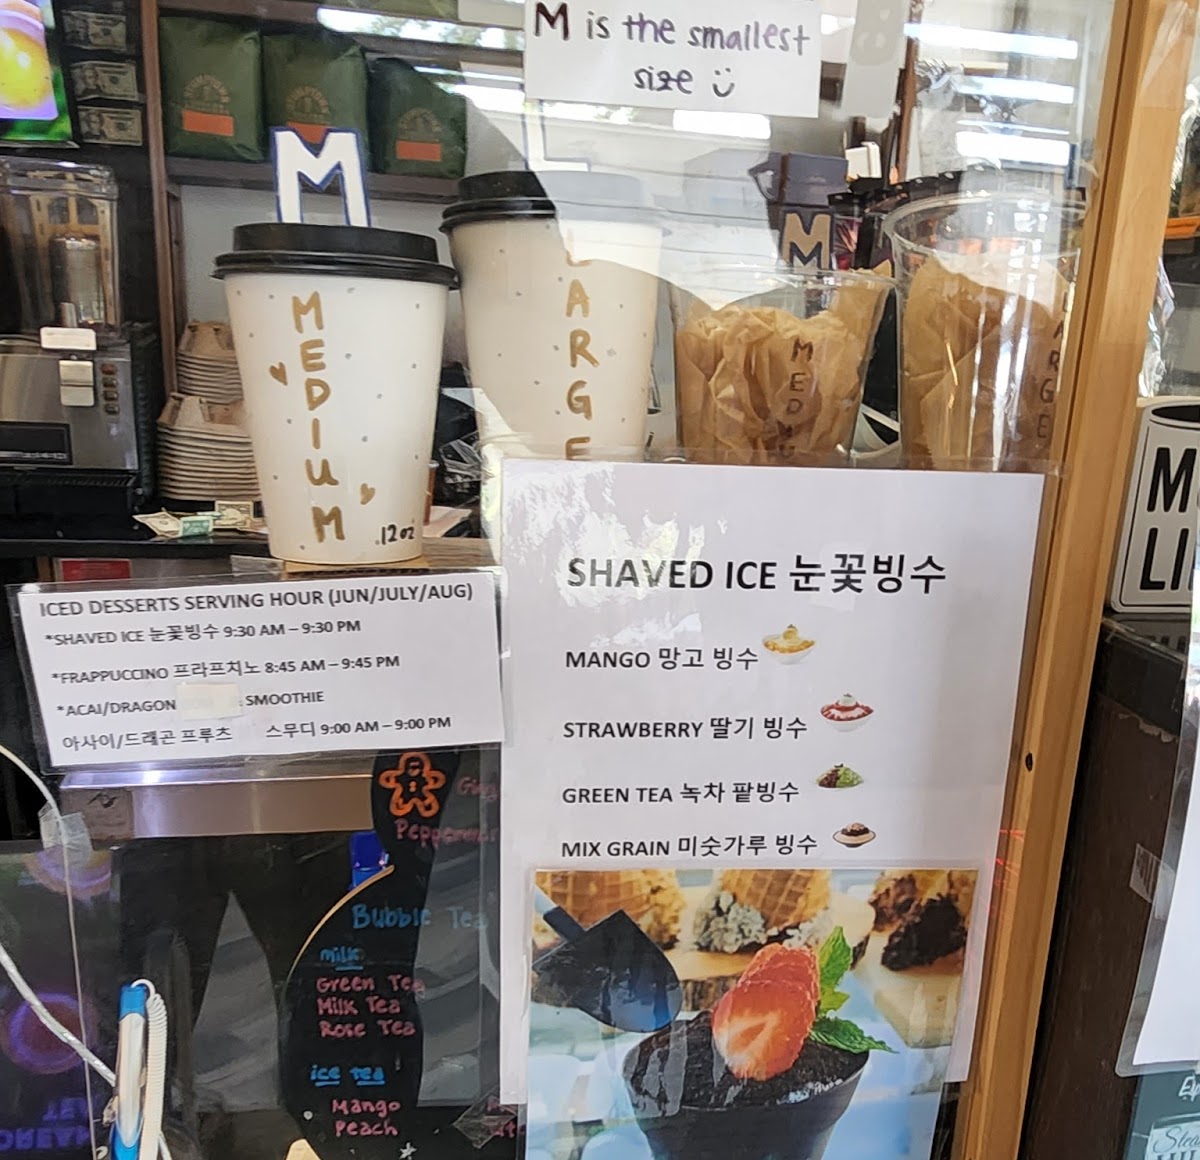 M is the smallest
size
M
L
M
MEDIUM
12oz
LARGE
MEDIU
ARGE
ICED DESSERTS SERVING HOUR (JUN/JULY/AUG)
*SHAVED ICE 눈꽃빙수 9:30 AM – 9:30 PM
*FRAPPUCCINO 프라프치노 8:45 AM – 9:45 PM
*ACAI/DRAGON SMOOTHIE
아사이/드래곤 프루츠 스무디 9:00 AM – 9:00 PM
SHAVED ICE 눈꽃빙수
MANGO 망고 빙수
STRAWBERRY 딸기 빙수
GREEN TEA 녹차 팥빙수
MIX GRAIN 미숫가루 빙수
Bubble Tea
milk
Green Tea
Milk Tea
Rose Tea
ice tea
Mango
Peach
M
LI